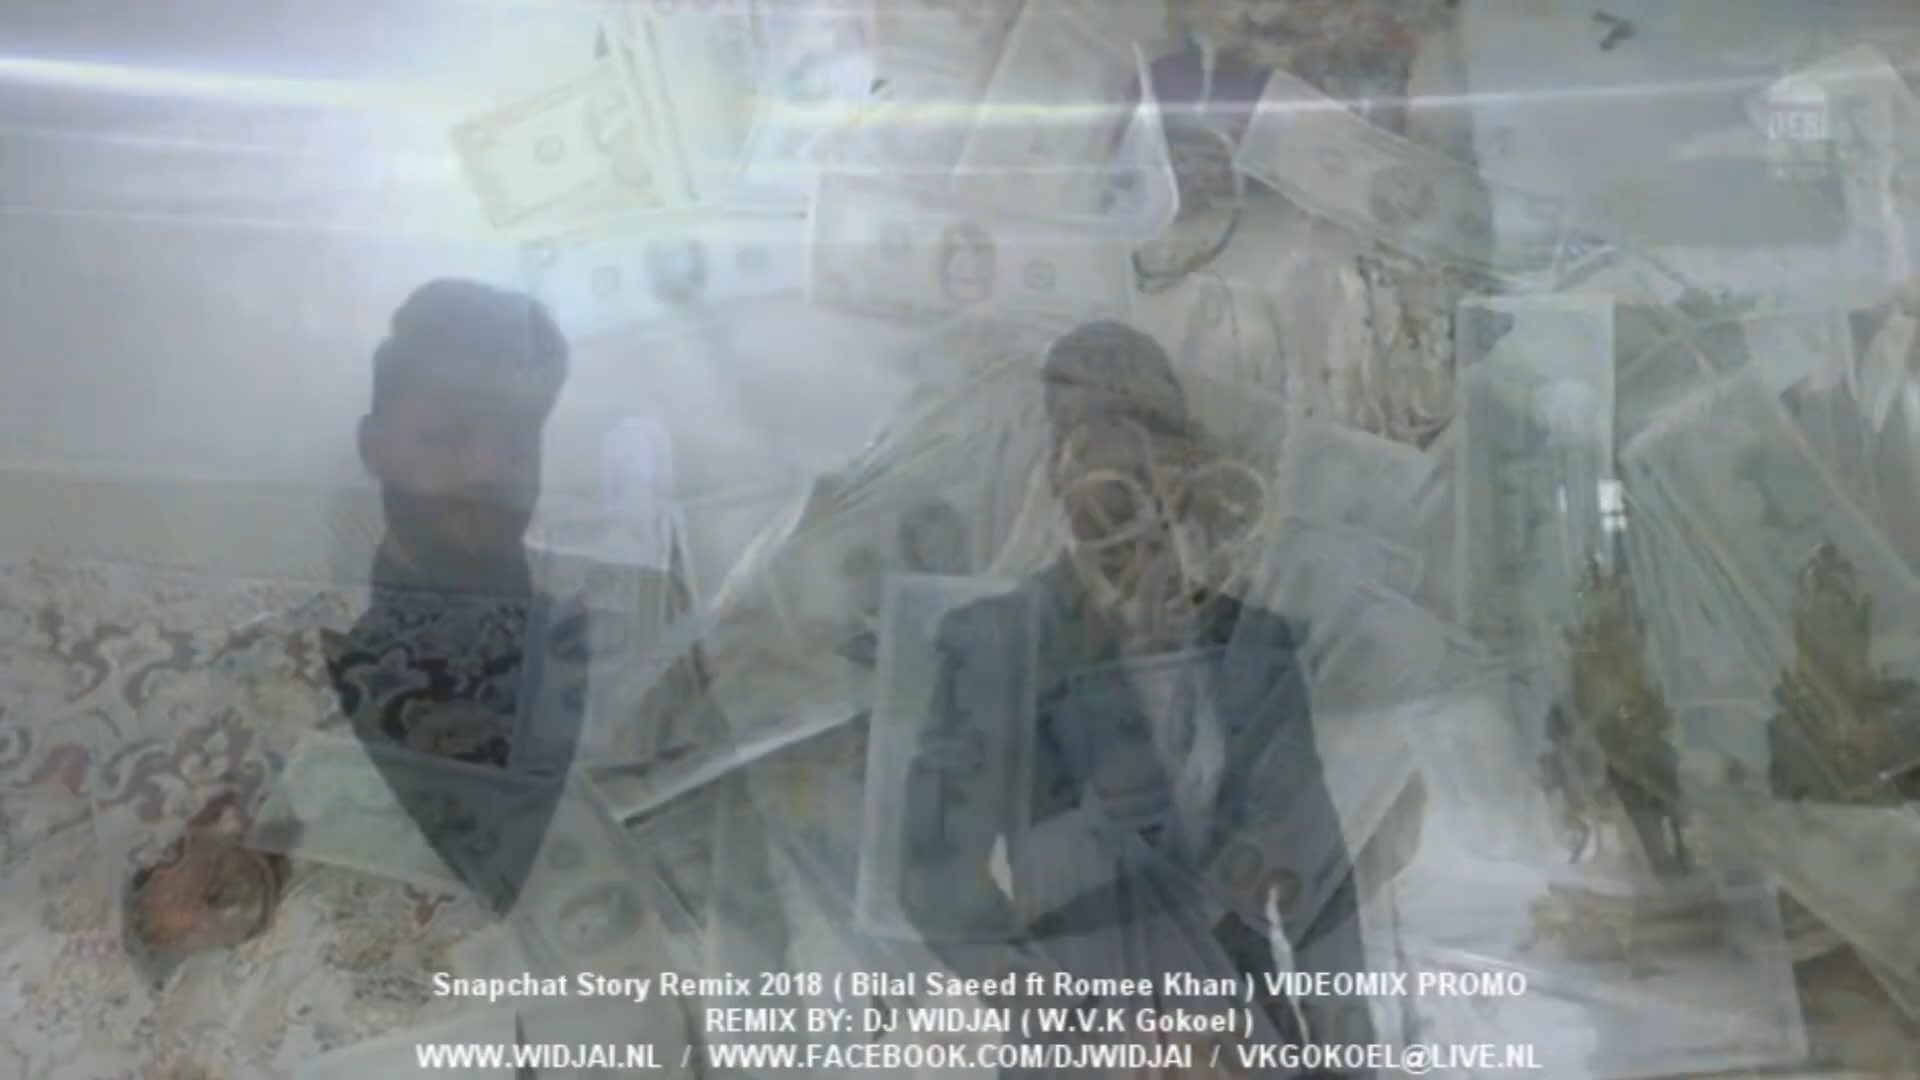 Snapchat Story Remix 2018 ( Bilal Saeed ft Romee Khan ) VIDEOMIX PROMO
REMIX BY: DJ WIDJAI ( W.V.K Gokoel )
WWW.WIDJAI.NL / WWW.FACEBOOK.COM/DJWIDJAI / VKGOKOEL@LIVE.NL